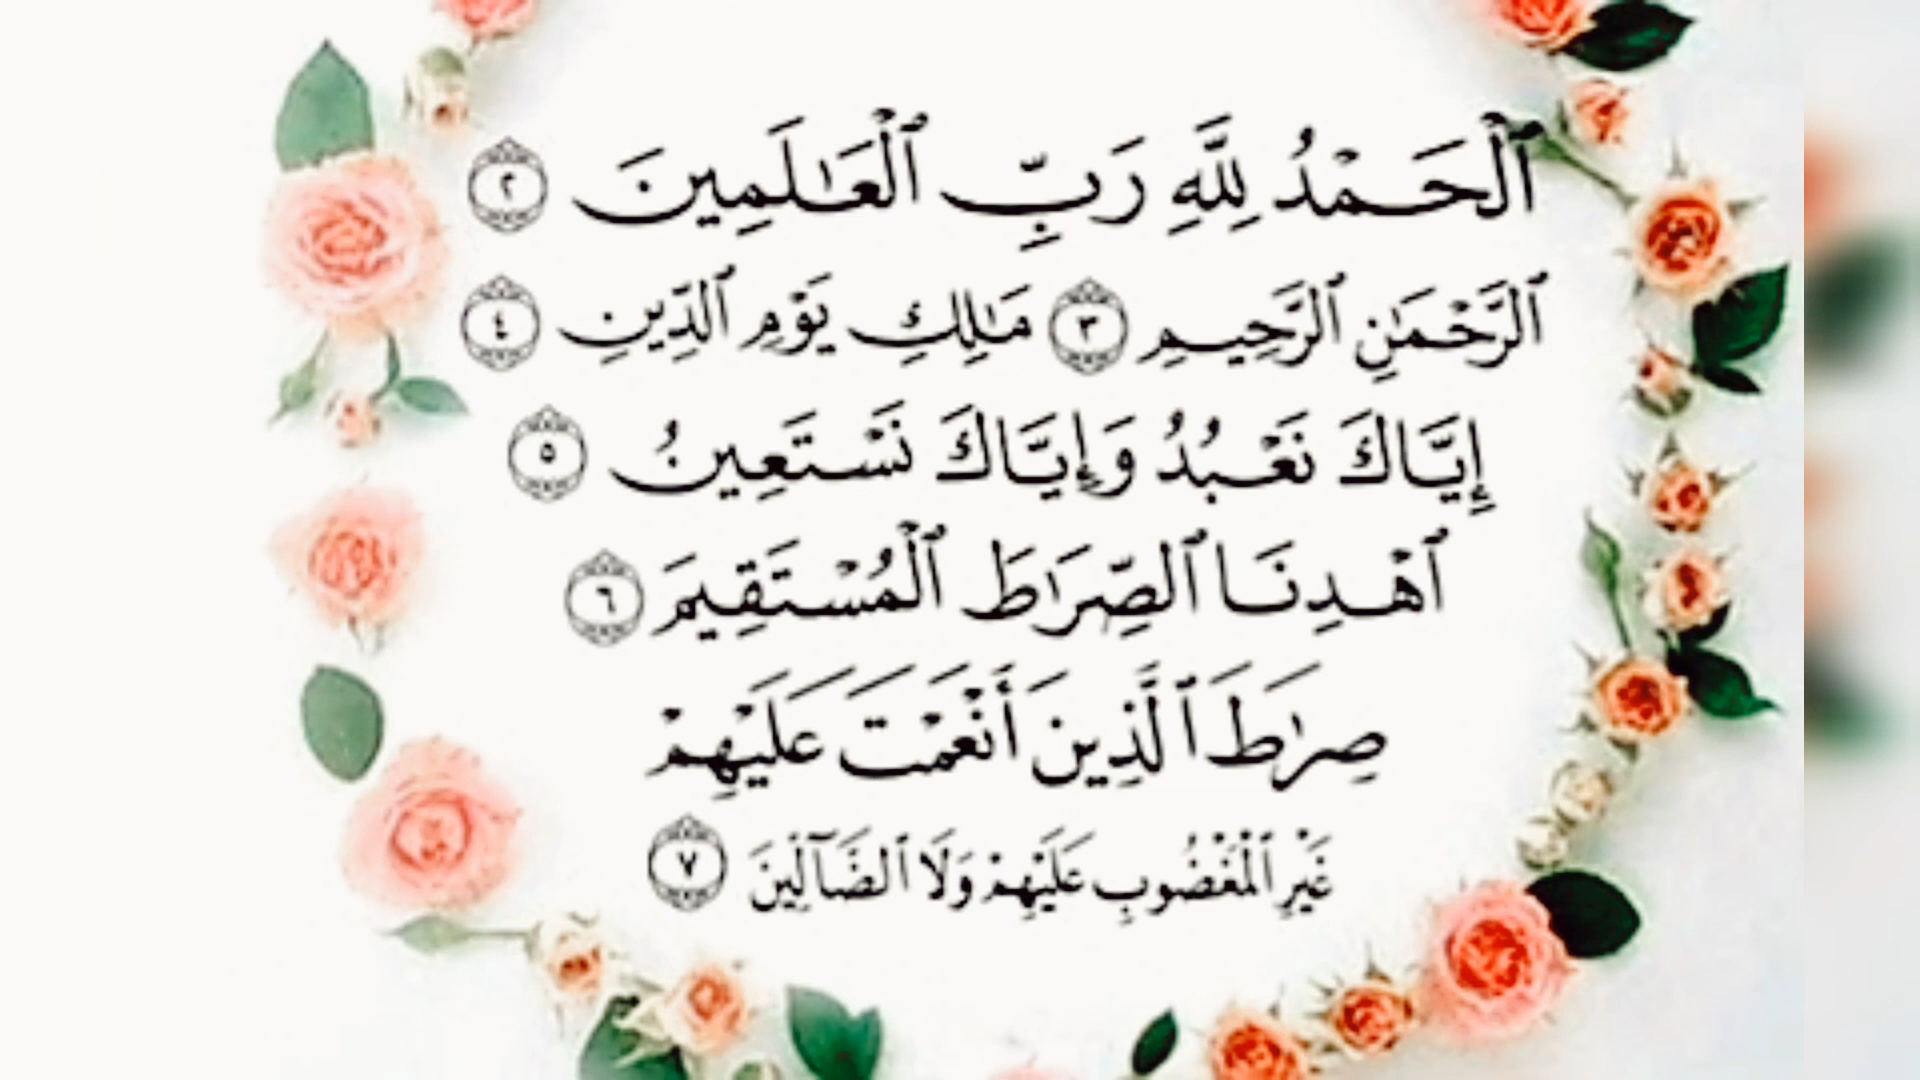 ٱلْحَمْدُ لِلَّهِ رَبِّ ٱلْعَـٰلَمِينَ ٢
ٱلرَّحْمَـٰنِ ٱلرَّحِيمِ ٣ مَـٰلِكِ يَوْمِ ٱلدِّينِ ٤
إِيَّاكَ نَعْبُدُ وَإِيَّاكَ نَسْتَعِينُ ٥
ٱهْدِنَا ٱلصِّرَٰطَ ٱلْمُسْتَقِيمَ ٦
صِرَٰطَ ٱلَّذِينَ أَنْعَمْتَ عَلَيْهِمْ
غَيْرِ ٱلْمَغْضُوبِ عَلَيْهِمْ وَلَا ٱلضَّآلِّينَ ٧